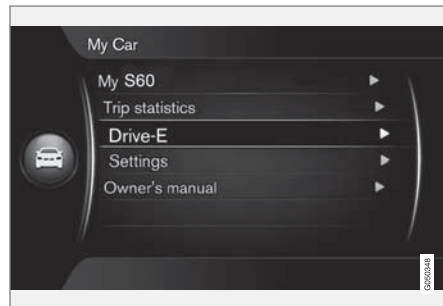 My Car
My S60
Trip statistics
Drive-E
Settings
Owner's manual
G050348